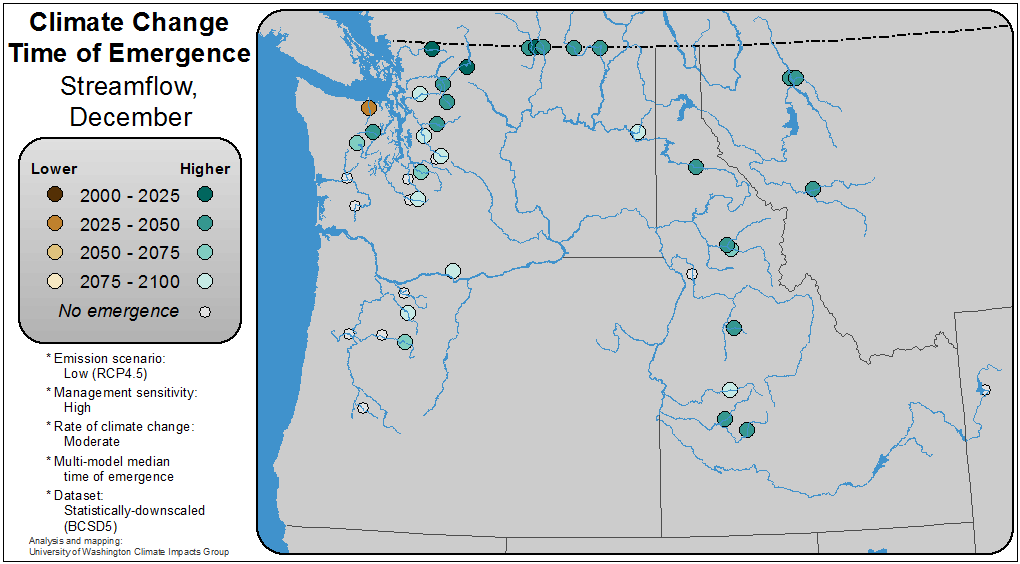 Climate Change
Time of Emergence
Streamflow,
December
Lower Higher
2000 - 2025
2025 - 2050
2050 - 2075
2075 - 2100
No emergence
* Emission scenario:
Low (RCP4.5)
* Management sensitivity:
High
* Rate of climate change:
Moderate
* Multi-model median
time of emergence
* Dataset:
Statistically-downscaled
(BCSD5)
Analysis and mapping:
University of Washington Climate Impacts Group